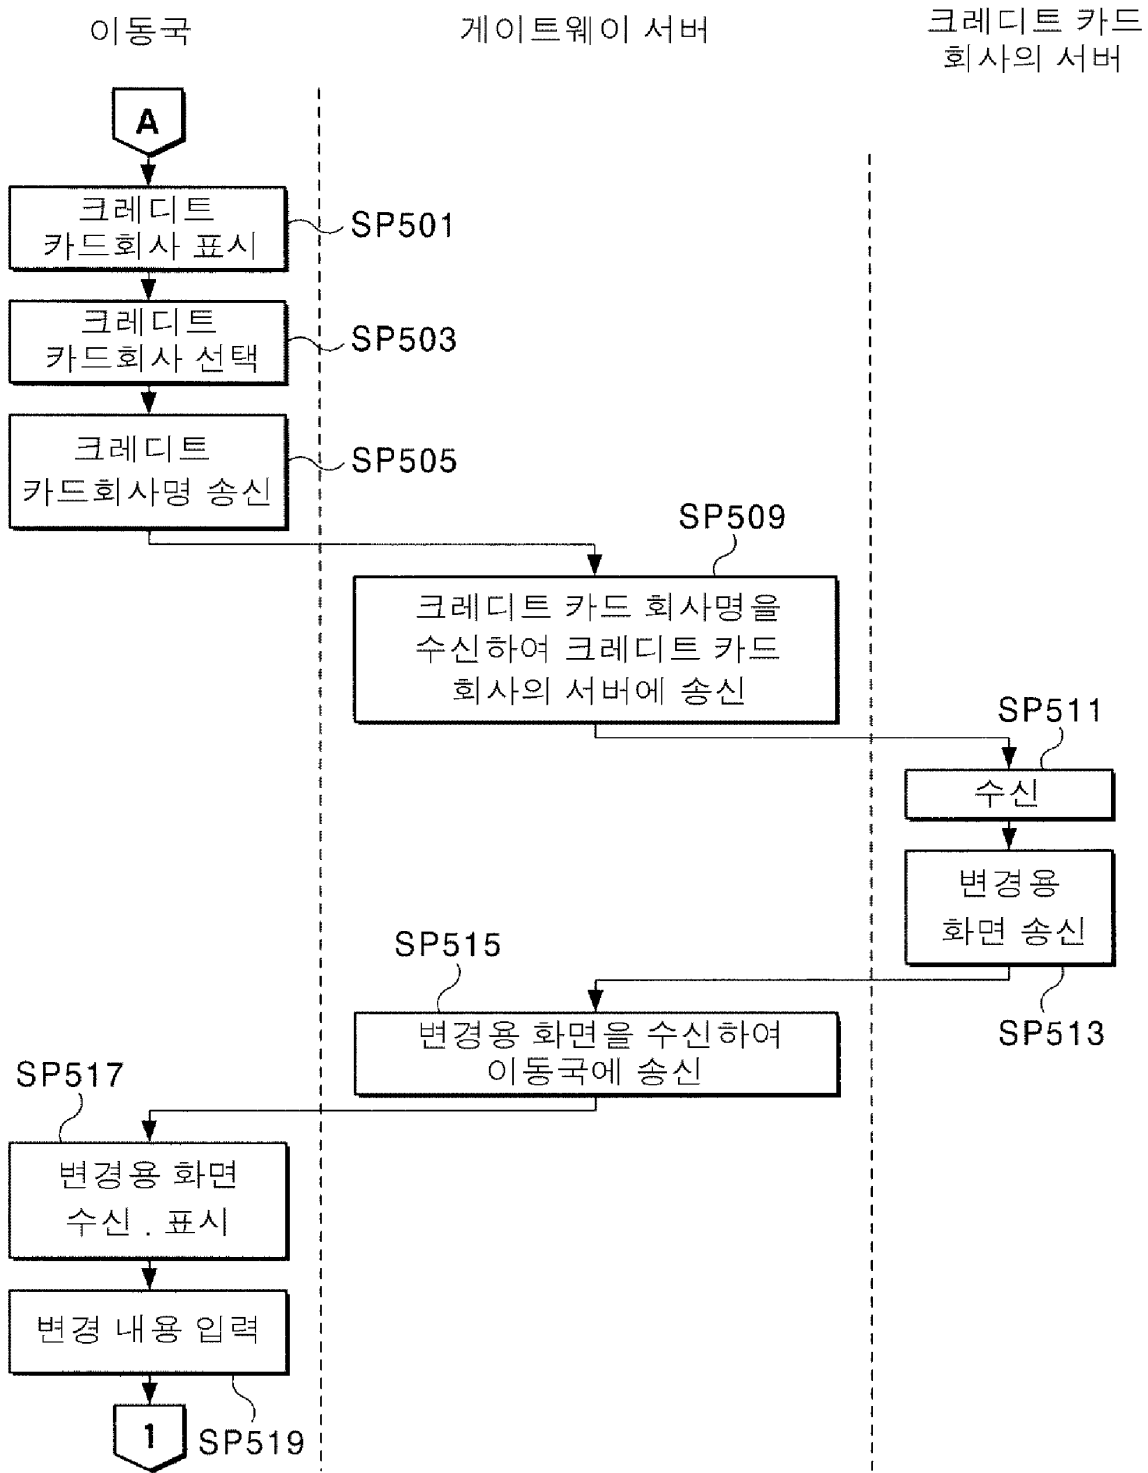 이동국
게이트웨이 서버
크레디트 카드
회사의 서버
A
크레디트
카드회사 표시
SP501
크레디트
카드회사 선택
SP503
크레디트
카드회사명 송신
SP505
SP509
크레디트 카드 회사명을
수신하여 크레디트 카드
회사의 서버에 송신
SP511
수신
변경용
화면 송신
SP513
SP515
변경용 화면을 수신하여
이동국에 송신
SP517
변경용 화면
수신 . 표시
변경 내용 입력
SP519
1